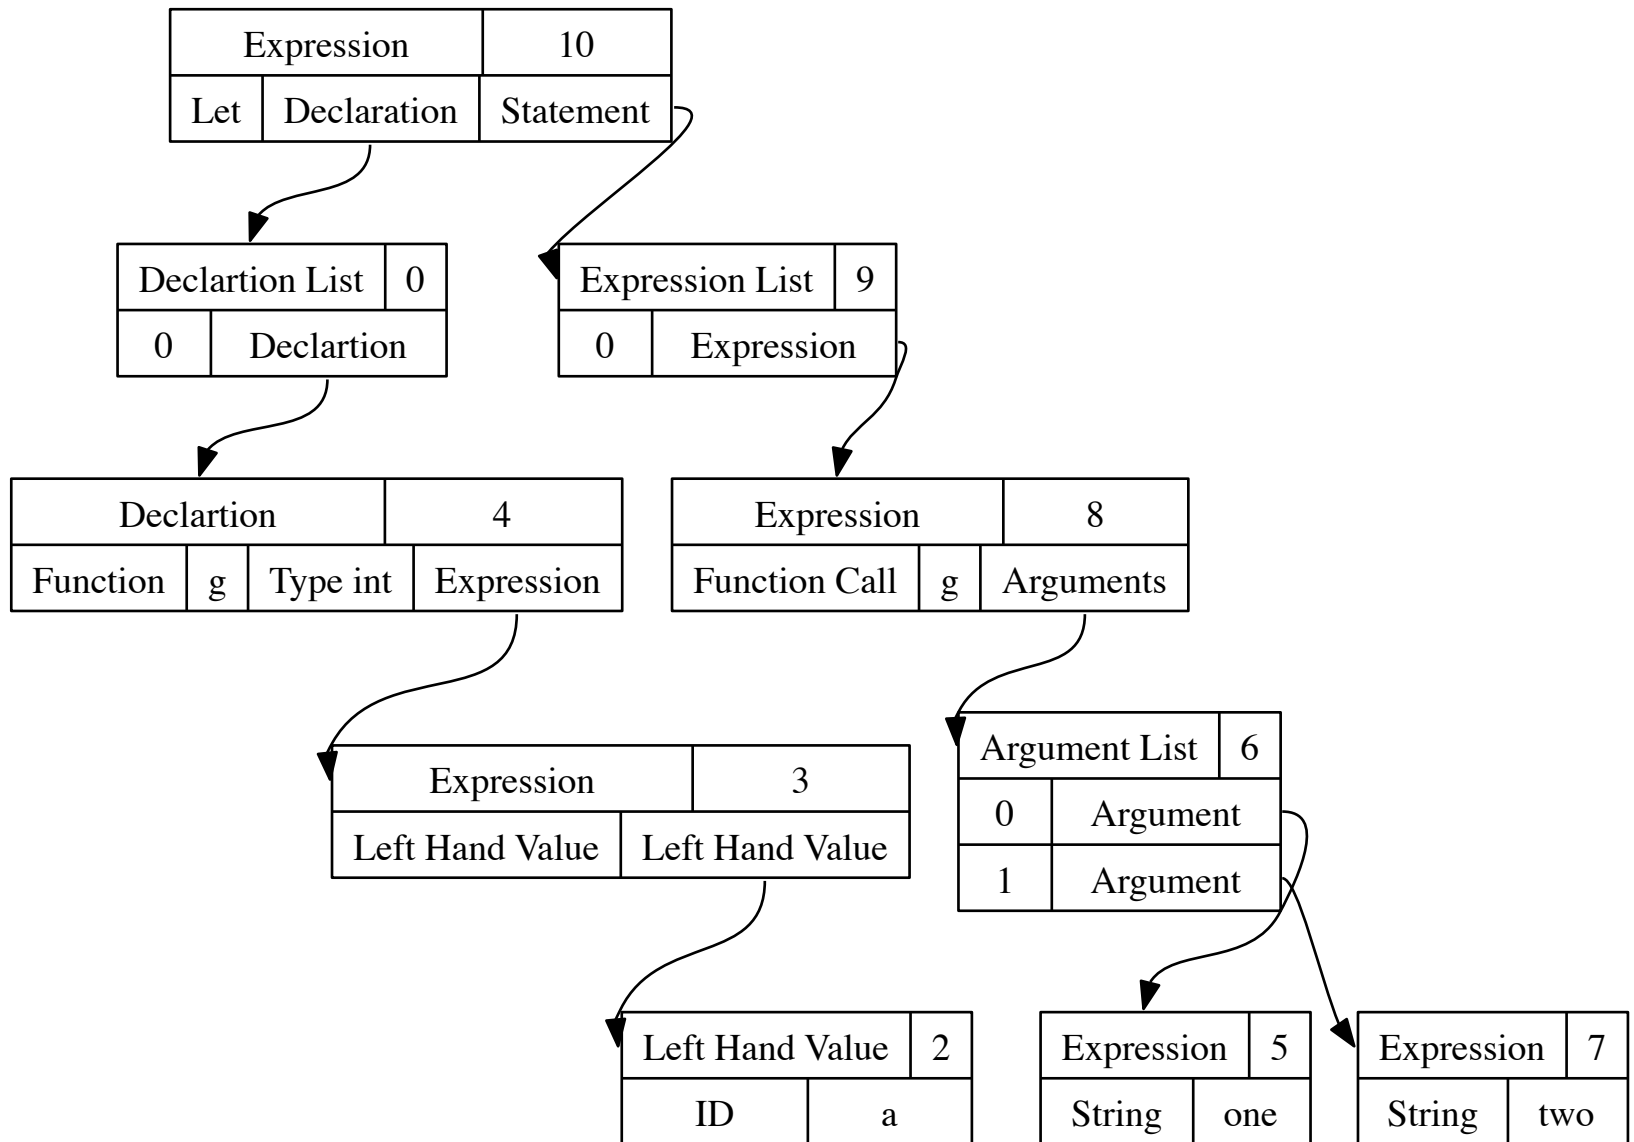 Expression 10
Let Declaration Statement
Declartion List 0
0 Declartion
Expression List 9
0 Expression
Declartion 4
Function g Type int Expression
Expression 8
Function Call g Arguments
Argument List 6
0 Argument
1 Argument
Expression 3
Left Hand Value Left Hand Value
Left Hand Value 2
ID a
Expression 5
String one
Expression 7
String two